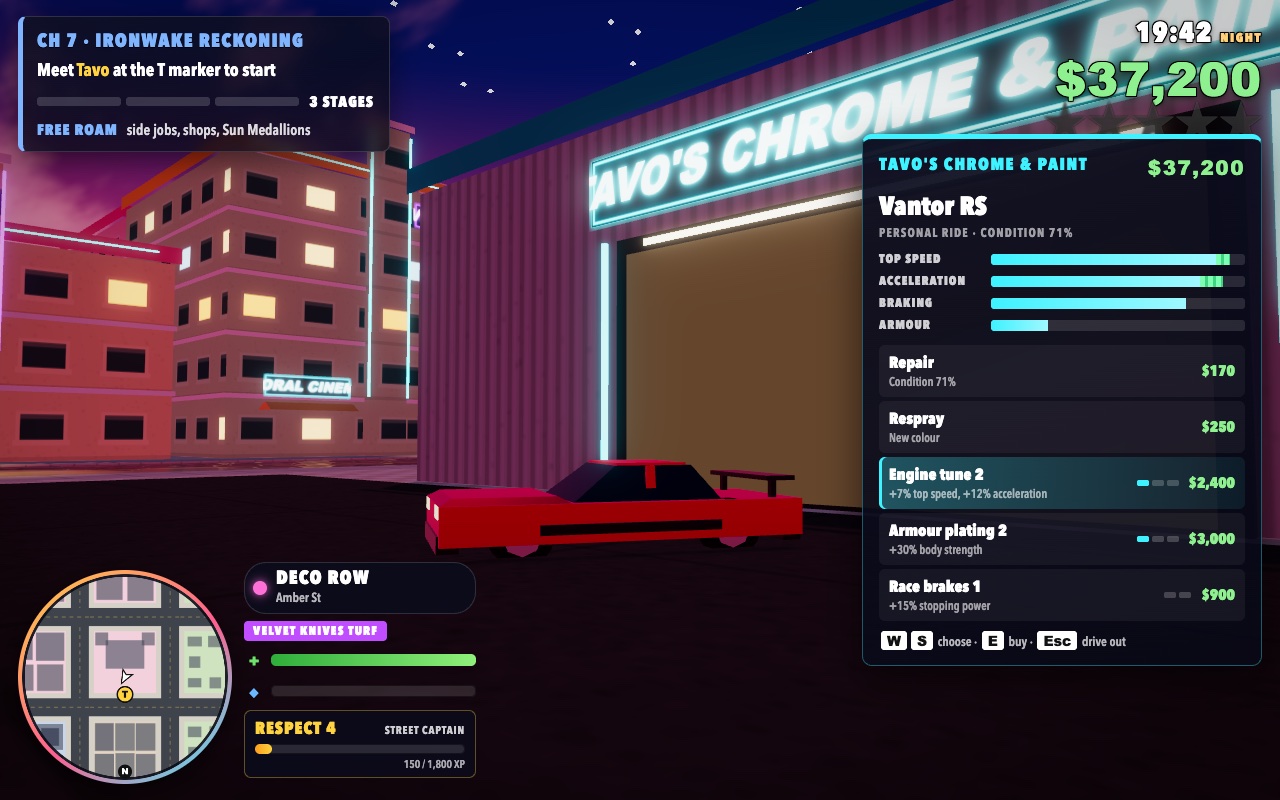 CH 7 · IRONWAKE RECKONING
Meet Tavo at the T marker to start
3 STAGES
FREE ROAM side jobs, shops, Sun Medallions
19:42 NIGHT
$37,200
AVO'S CHROME & PAI
ORAL CINE
TAVO'S CHROME & PAINT $37,200
Vantor RS
PERSONAL RIDE · CONDITION 71%
TOP SPEED
ACCELERATION
BRAKING
ARMOUR
Repair
Condition 71%
$170
Respray
New colour
$250
Engine tune 2
+7% top speed, +12% acceleration
$2,400
Armour plating 2
+30% body strength
$3,000
Race brakes 1
+15% stopping power
$900
W S choose · E buy · Esc drive out
DECO ROW
Amber St
VELVET KNIVES TURF
RESPECT 4 STREET CAPTAIN
150 / 1,800 XP
T
N